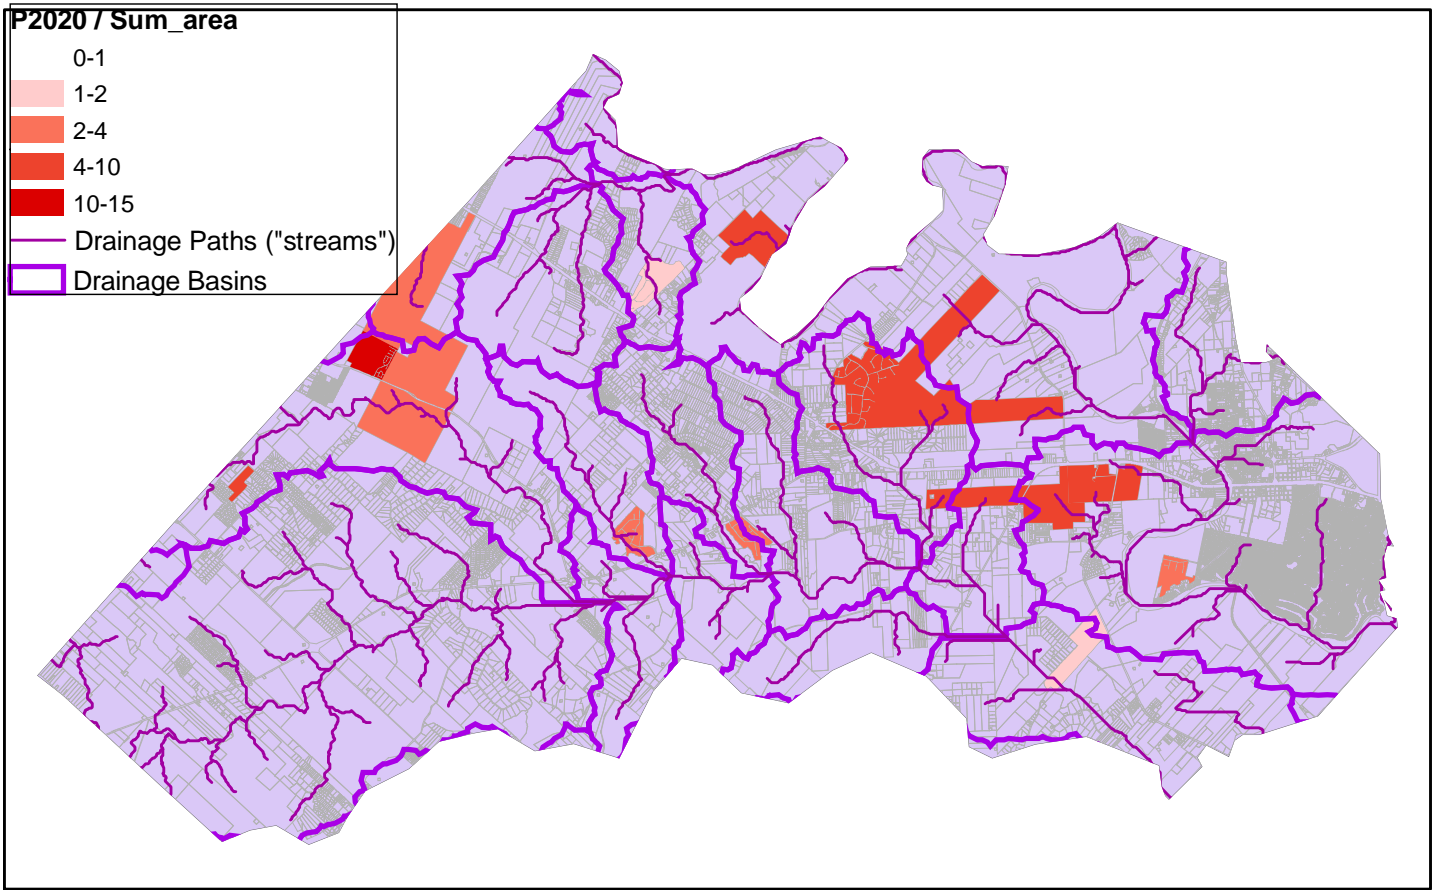 P2020 / Sum_area
0-1
1-2
2-4
4-10
10-15
Drainage Paths ("streams")
Drainage Basins